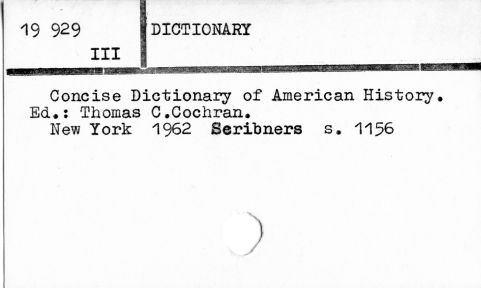 19 929 DICTIONARY
III
Concise Dictionary of American History.
Ed.: Thomas C.Cochran.
New York 1962 Scribners s. 1156